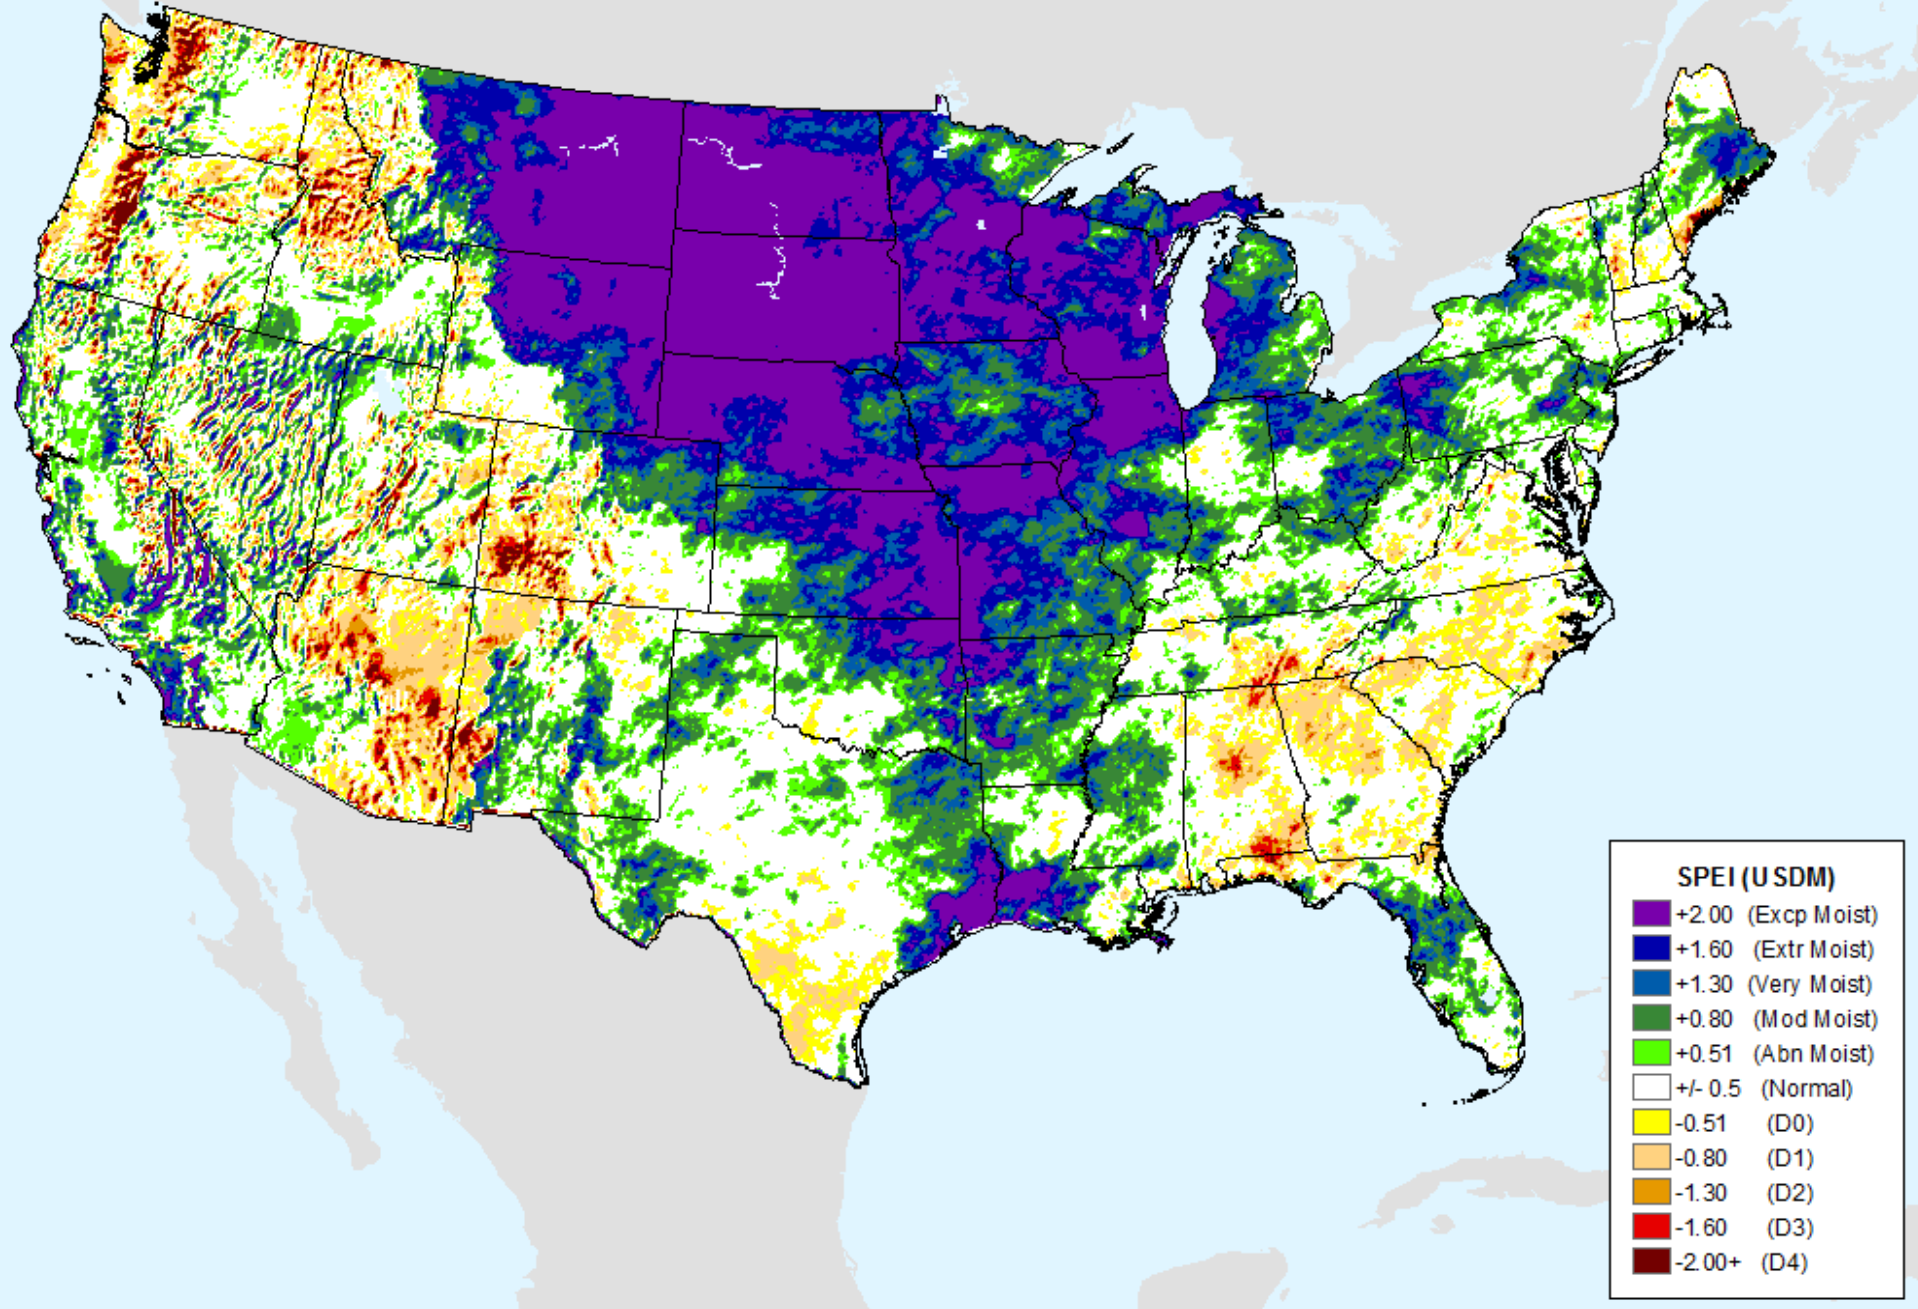 SPEI (USDM)
+2.00 (Excp Moist)
+1.60 (Extr Moist)
+1.30 (Very Moist)
+0.80 (Mod Moist)
+0.51 (Abn Moist)
+/- 0.5 (Normal)
-0.51 (D0)
-0.80 (D1)
-1.30 (D2)
-1.60 (D3)
-2.00+ (D4)